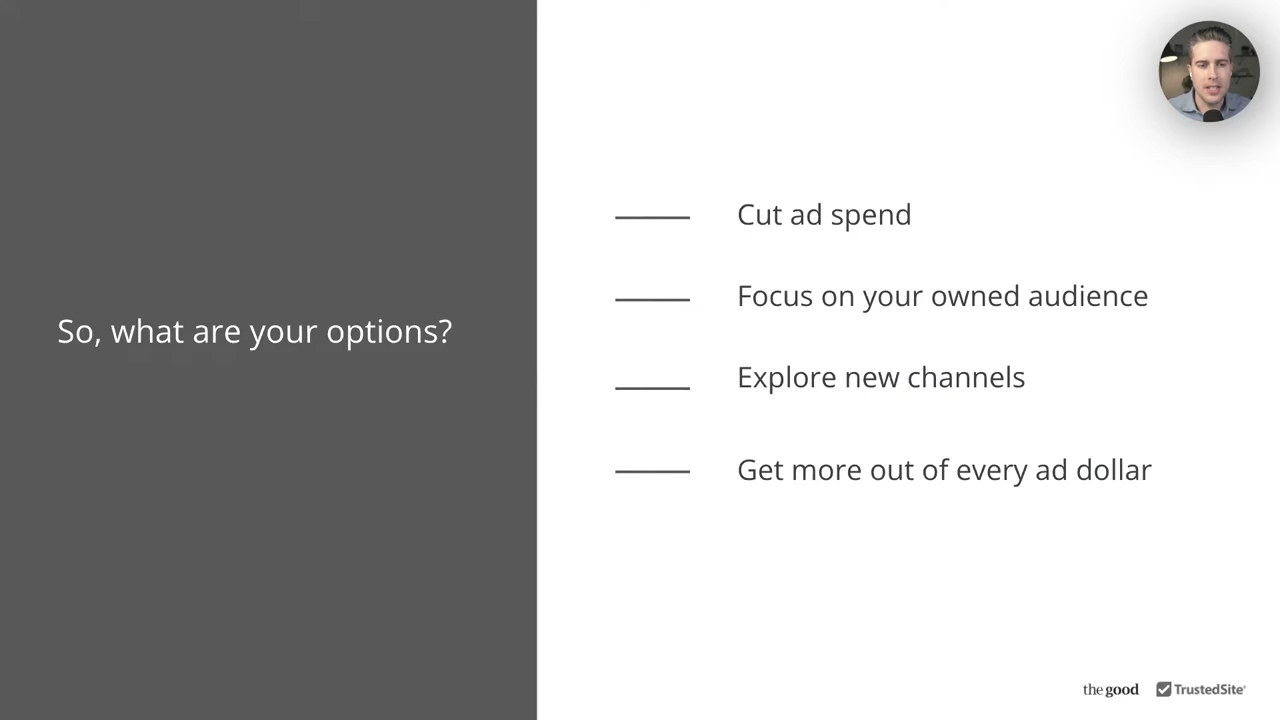 So, what are your options?
Cut ad spend
Focus on your owned audience
Explore new channels
Get more out of every ad dollar
the good
TrustedSite®